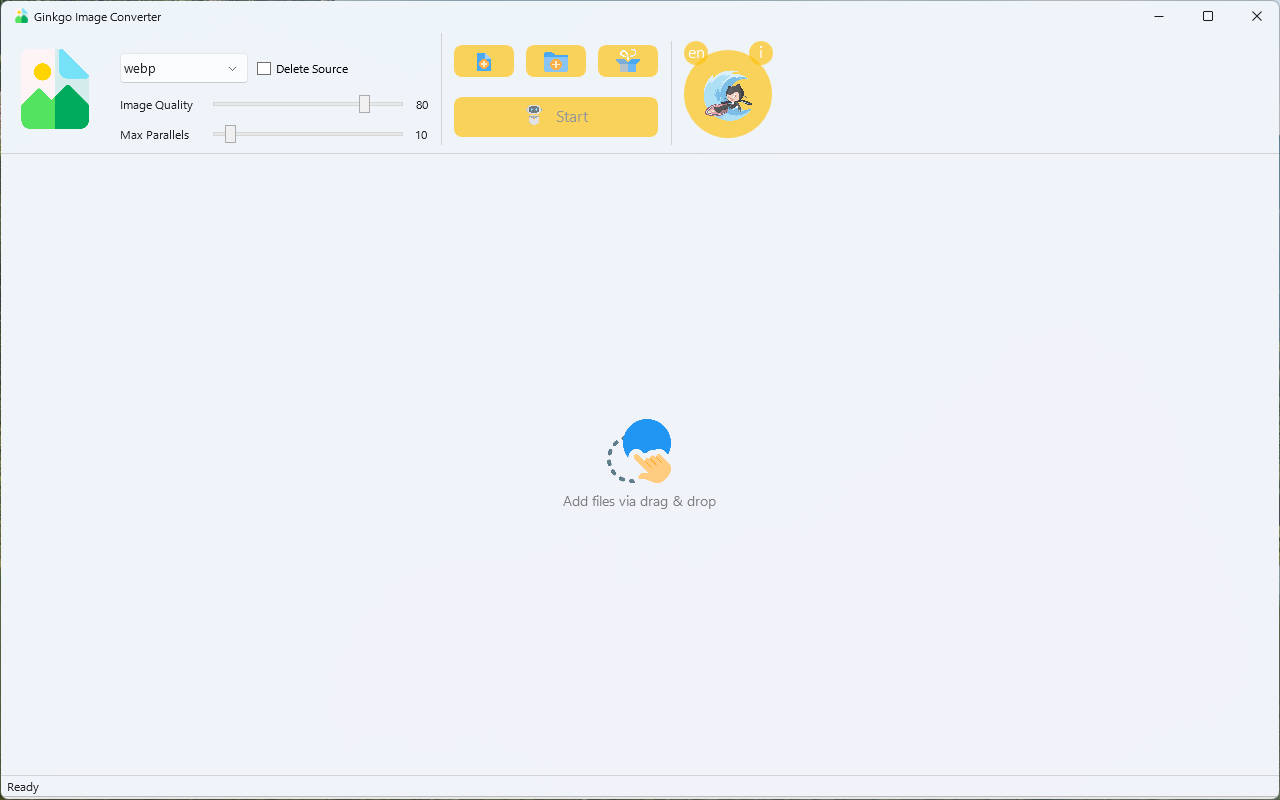 Ginkgo Image Converter
webp
Delete Source
Image Quality
80
Max Parallels
10
Start
en
i
Add files via drag & drop
Ready